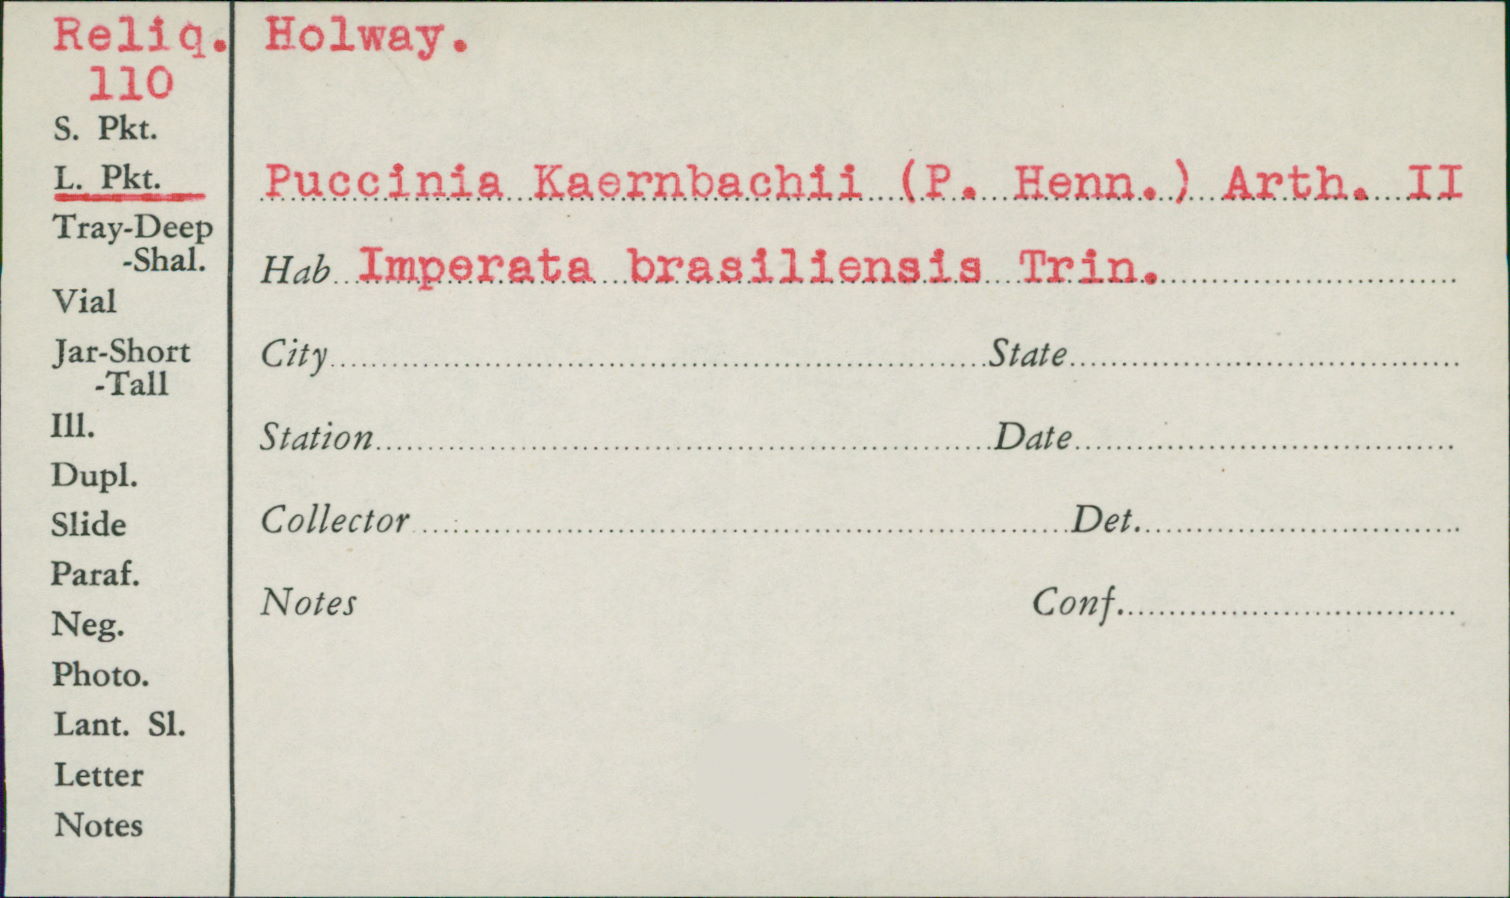 Reliq. Holway.
110
S. Pkt.
L. Pkt.
Puccinia Kaernbachii (P. Henn.) Arth. II
Tray-Deep
-Shal.
Hab Imperata brasiliensis Trin.
Vial
Jar-Short
-Tall
City State
Ill.
Station Date
Dupl.
Slide
Collector Det.
Paraf.
Neg.
Notes Conf.
Photo.
Lant. Sl.
Letter
Notes